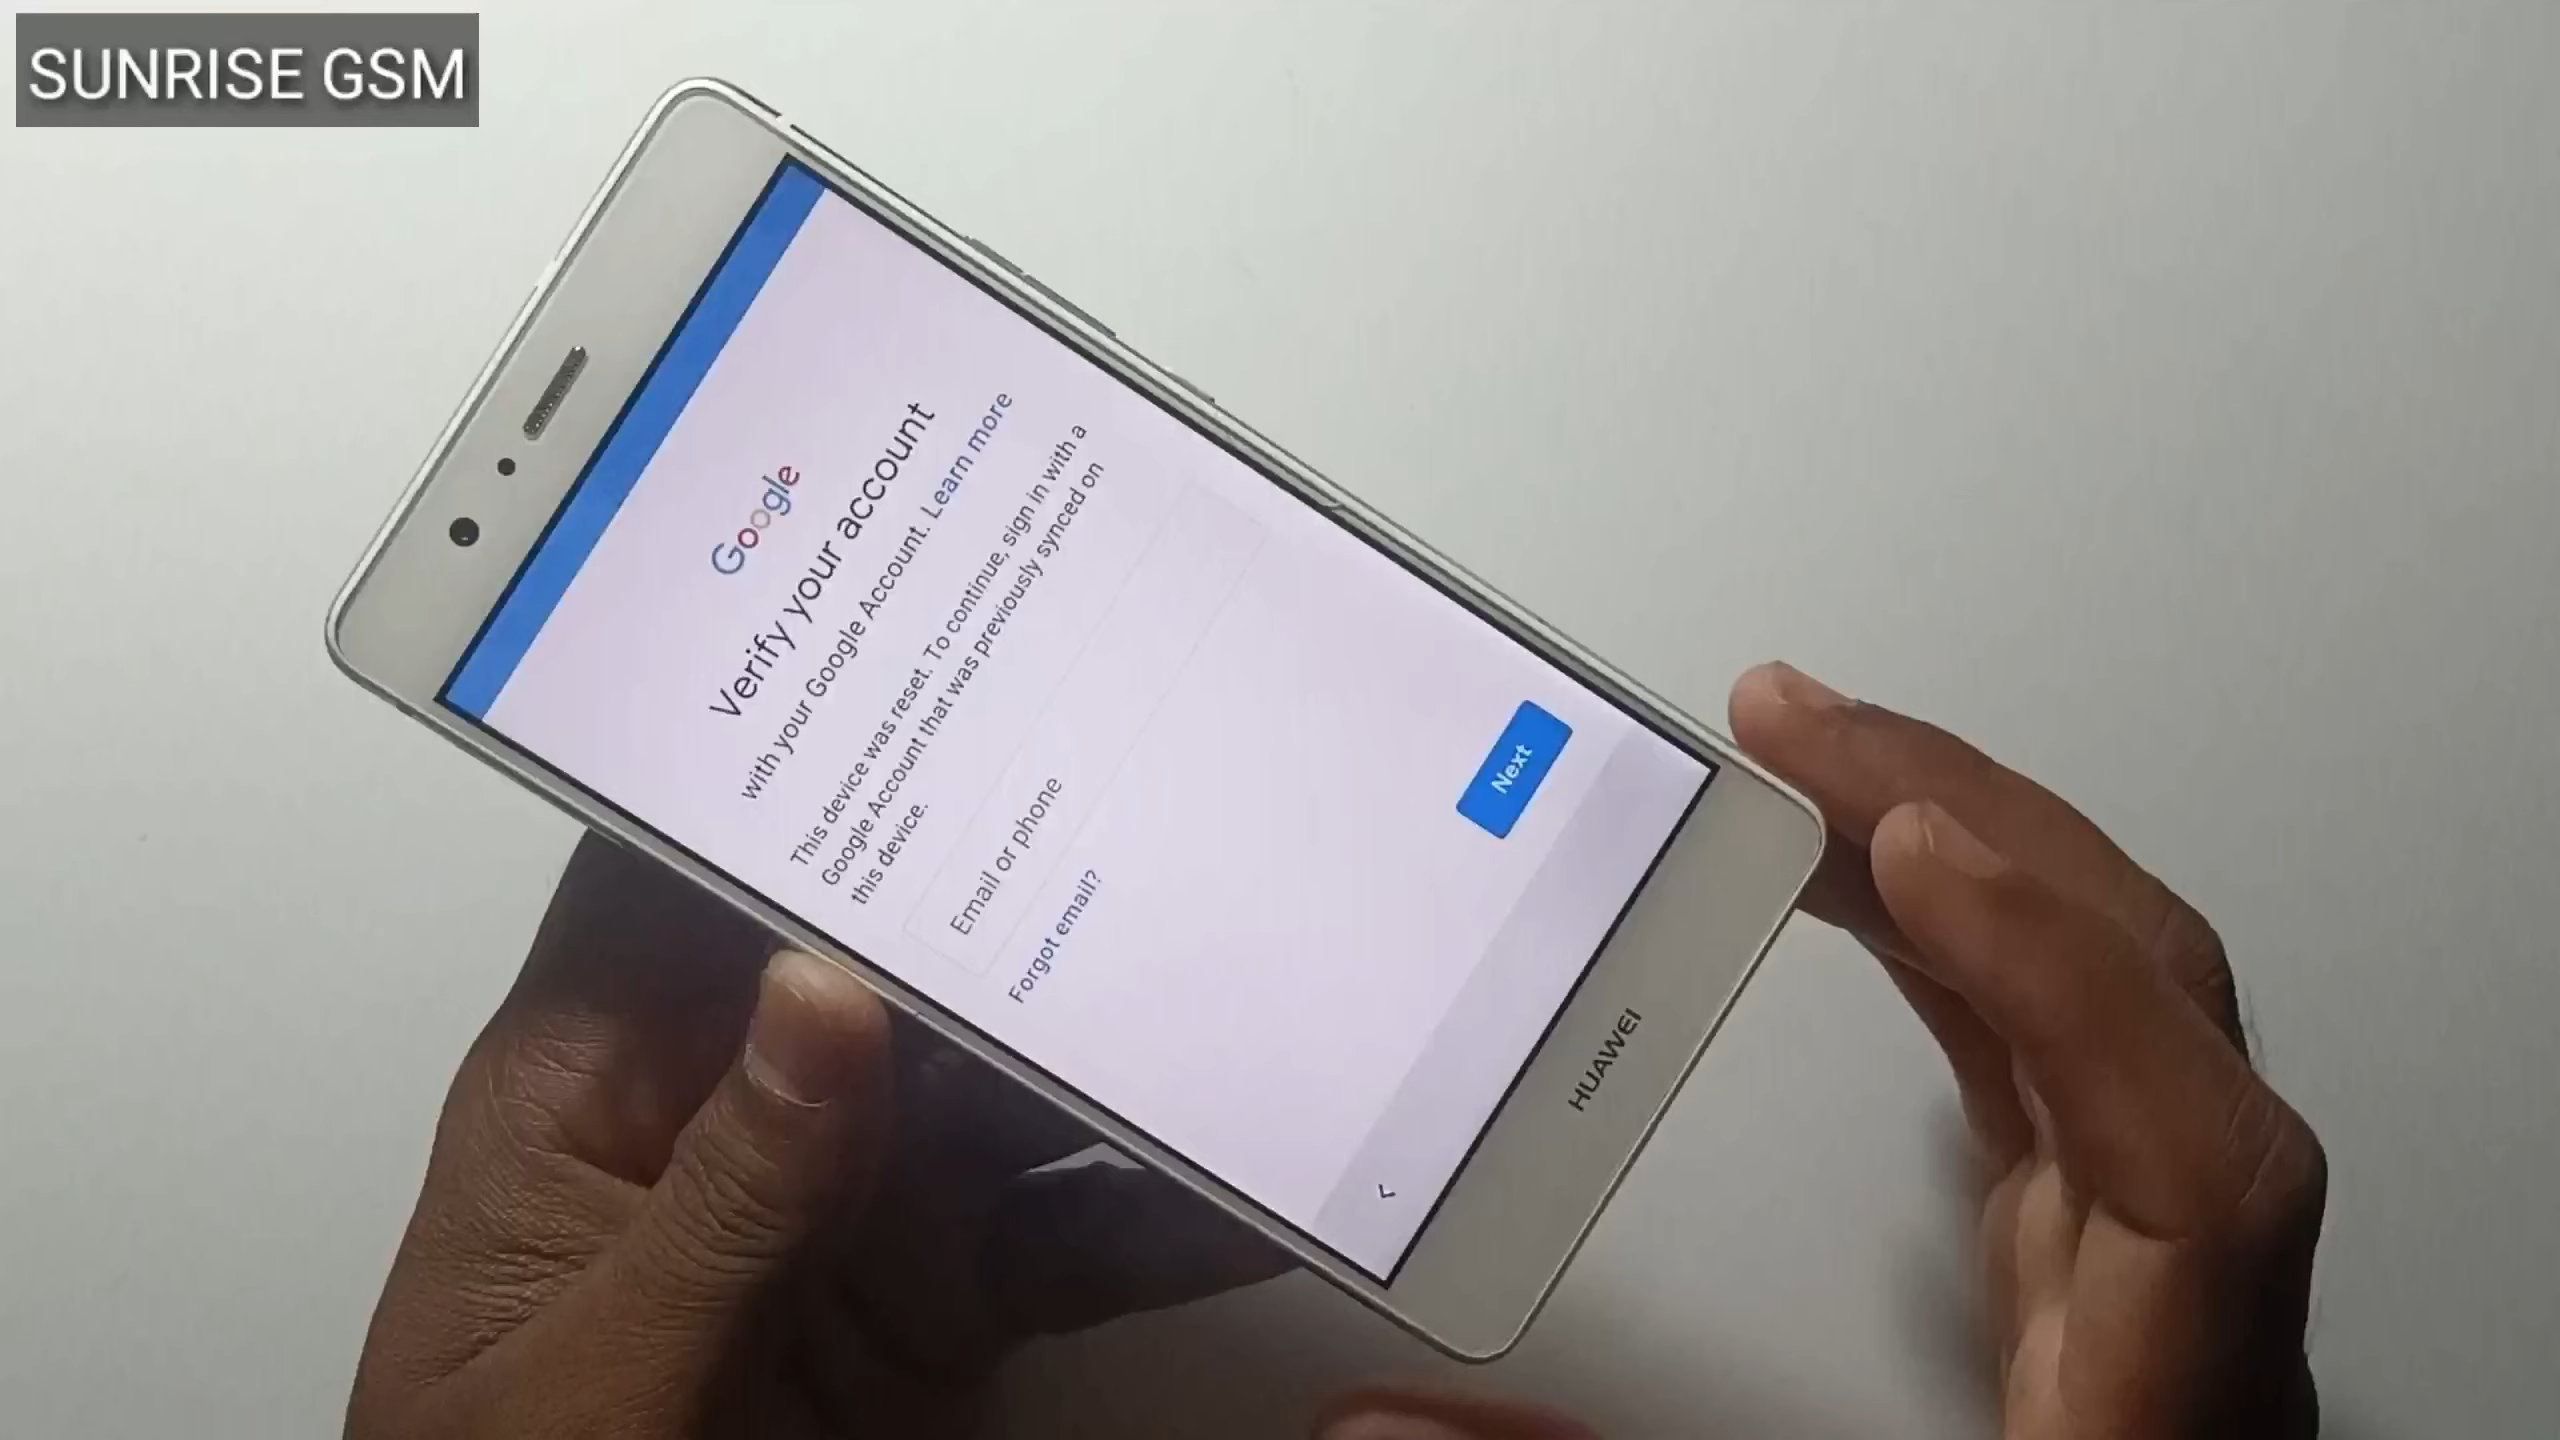 SUNRISE GSM
Google
Verify your account
with your Google Account. Learn more
This device was reset. To continue, sign in with a
Google Account that was previously synced on
this device.
Email or phone
Forgot email?
Next
HUAWEI